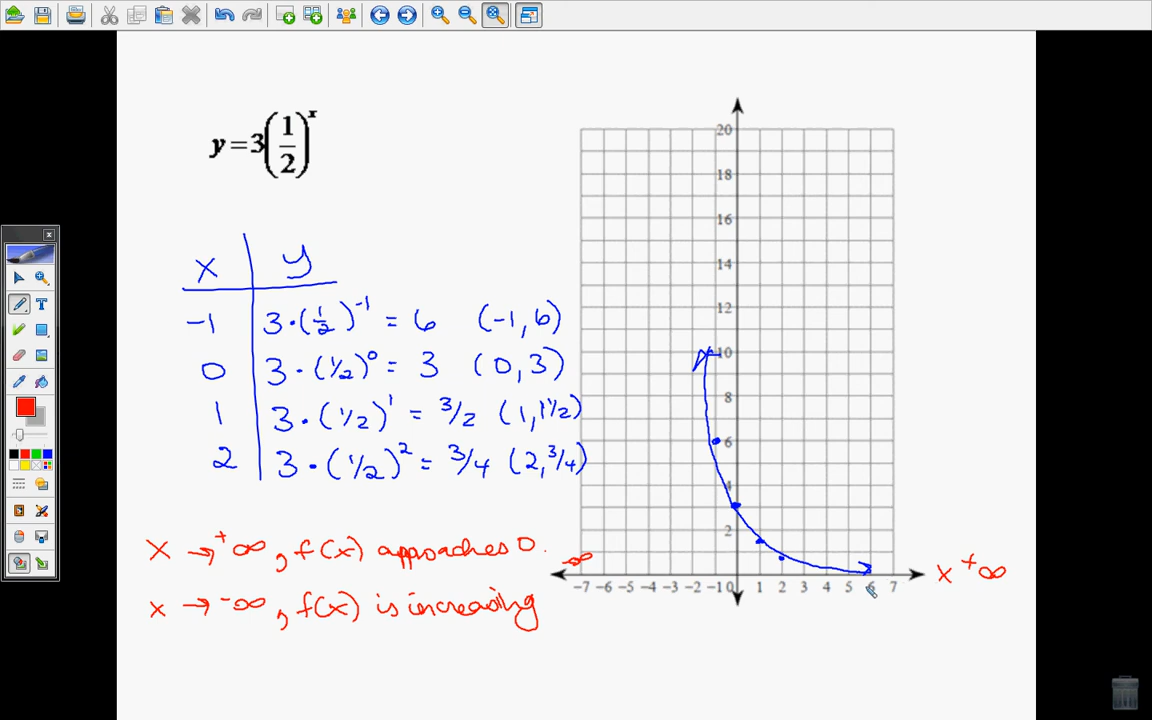 y = 3(1/2)^x
x | y
-1 | 3·(1/2)^-1 = 6 (-1, 6)
0 | 3·(1/2)^0 = 3 (0, 3)
1 | 3·(1/2)^1 = 3/2 (1, 1 1/2)
2 | 3·(1/2)^2 = 3/4 (2, 3/4)
x → +∞, f(x) approaches 0.
x → -∞, f(x) is increasing
20
18
16
14
12
10
8
6
4
2
-∞
-7 -6 -5 -4 -3 -2 -1 0 1 2 3 4 5 6 7
x +∞
T